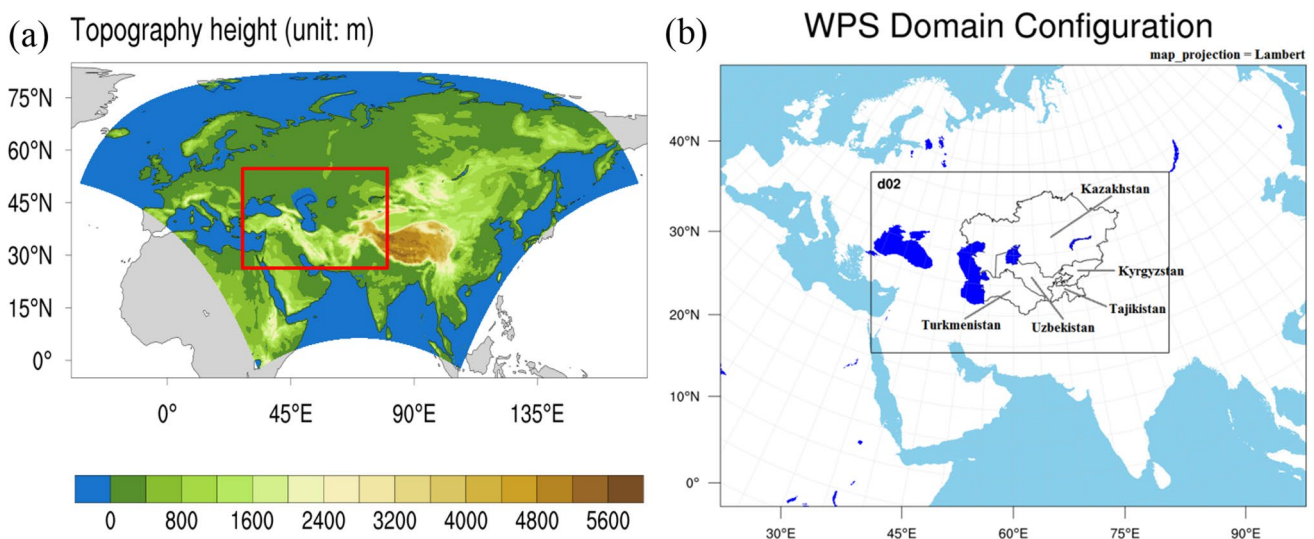 (a) Topography height (unit: m)
75°N
60°N
45°N
30°N
15°N
0°
0° 45°E 90°E 135°E
0 800 1600 2400 3200 4000 4800 5600
(b) WPS Domain Configuration
map_projection = Lambert
40°N
30°N
20°N
10°N
0°
d02
Kazakhstan
Kyrgyzstan
Tajikistan
Turkmenistan
Uzbekistan
30°E 45°E 60°E 75°E 90°E